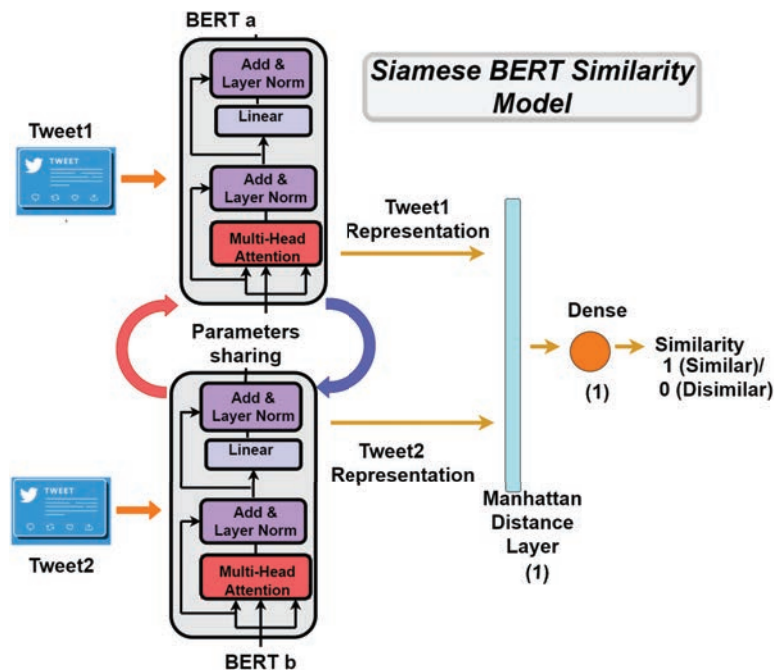 BERT a
Siamese BERT Similarity
Model
Add &
Layer Norm
Linear
Add &
Layer Norm
Multi-Head
Attention
Tweet1
TWEET
Tweet1
Representation
Parameters
sharing
Dense
(1)
Similarity
1 (Similar)/
0 (Disimilar)
Add &
Layer Norm
Linear
Add &
Layer Norm
Multi-Head
Attention
TWEET
Tweet2
Tweet2
Representation
Manhattan
Distance
Layer
(1)
BERT b